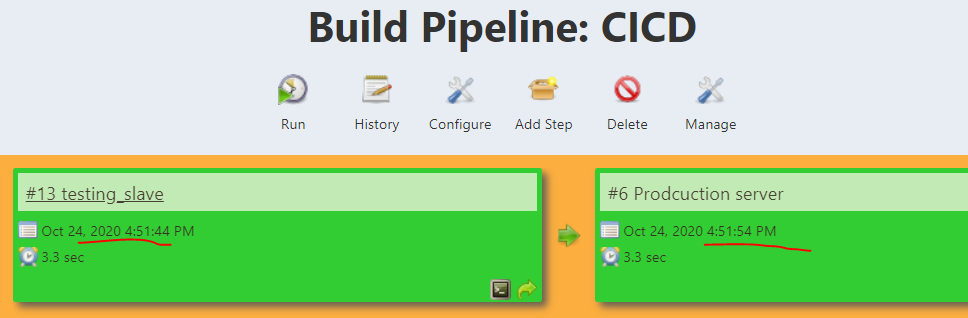 Build Pipeline: CICD
Run History Configure Add Step Delete Manage
#13 testing_slave
Oct 24, 2020 4:51:44 PM
3.3 sec
#6 Prodcuction server
Oct 24, 2020 4:51:54 PM
3.3 sec